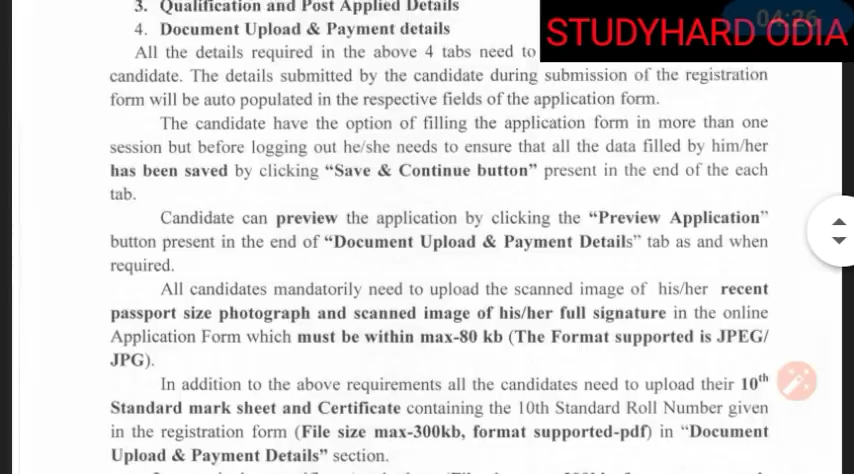 3. Qualification and Post Applied Details
4. Document Upload & Payment details
STUDYHARD ODIA
04:26
All the details required in the above 4 tabs need to
candidate. The details submitted by the candidate during submission of the registration
form will be auto populated in the respective fields of the application form.
The candidate have the option of filling the application form in more than one
session but before logging out he/she needs to ensure that all the data filled by him/her
has been saved by clicking “Save & Continue button” present in the end of the each
tab.
Candidate can preview the application by clicking the “Preview Application”
button present in the end of “Document Upload & Payment Details” tab as and when
required.
All candidates mandatorily need to upload the scanned image of his/her recent
passport size photograph and scanned image of his/her full signature in the online
Application Form which must be within max-80 kb (The Format supported is JPEG/
JPG).
In addition to the above requirements all the candidates need to upload their 10th
Standard mark sheet and Certificate containing the 10th Standard Roll Number given
in the registration form (File size max-300kb, format supported-pdf) in “Document
Upload & Payment Details” section.